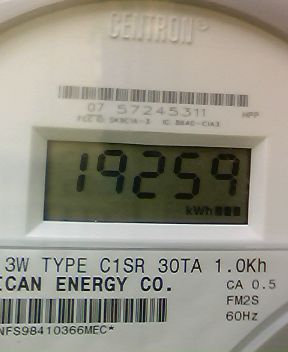 CENTRON®
07 57245311 MPP
19259
kWh
3W TYPE C1SR 30TA 1.0Kh
ICAN ENERGY CO. CA 0.5
FM2S
NFS98410366MEC* 60Hz